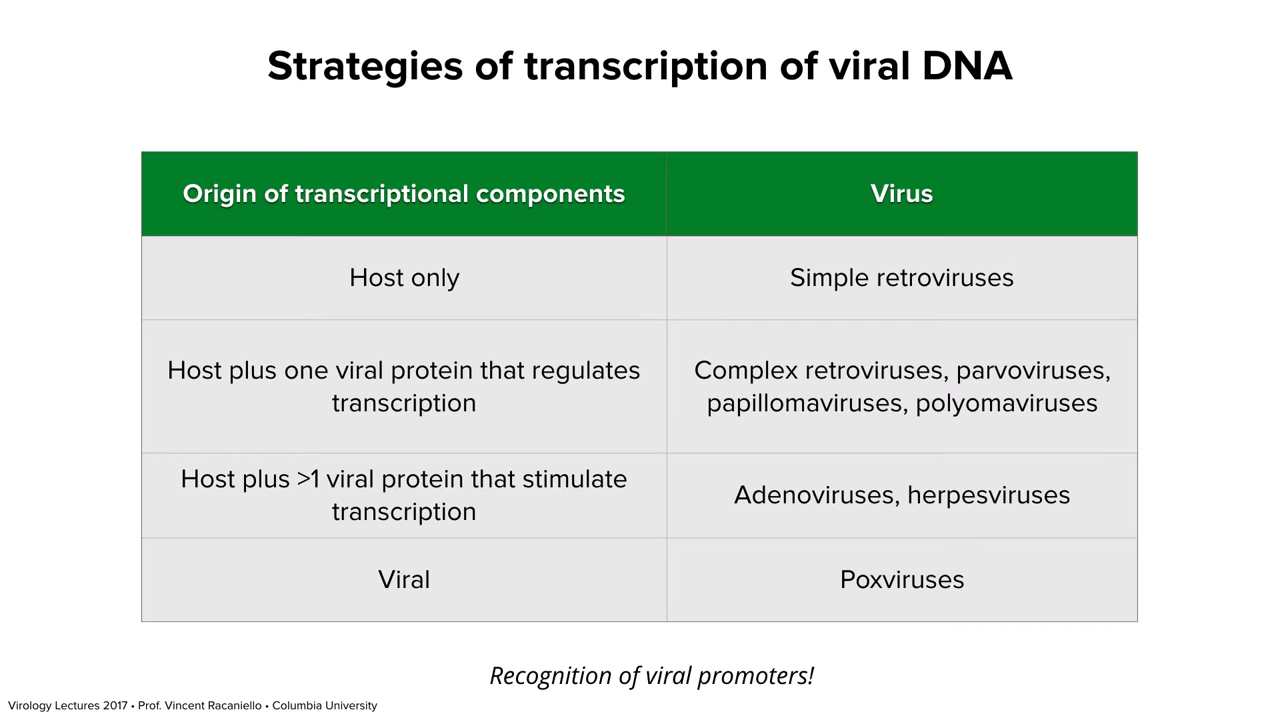 Strategies of transcription of viral DNA
Origin of transcriptional components
Virus
Host only
Simple retroviruses
Host plus one viral protein that regulates
transcription
Complex retroviruses, parvoviruses,
papillomaviruses, polyomaviruses
Host plus >1 viral protein that stimulate
transcription
Adenoviruses, herpesviruses
Viral
Poxviruses
Recognition of viral promoters!
Virology Lectures 2017 • Prof. Vincent Racaniello • Columbia University